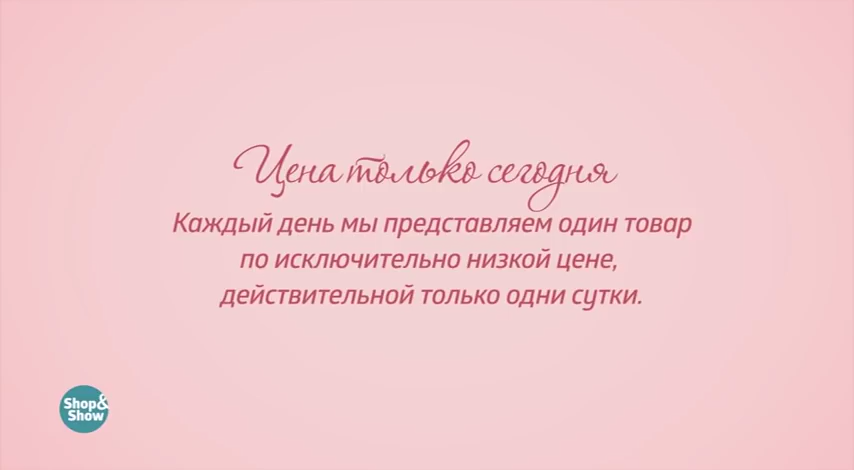 Цена только сегодня
Каждый день мы представляем один товар
по исключительно низкой цене,
действительной только одни сутки.
Shop&
Show